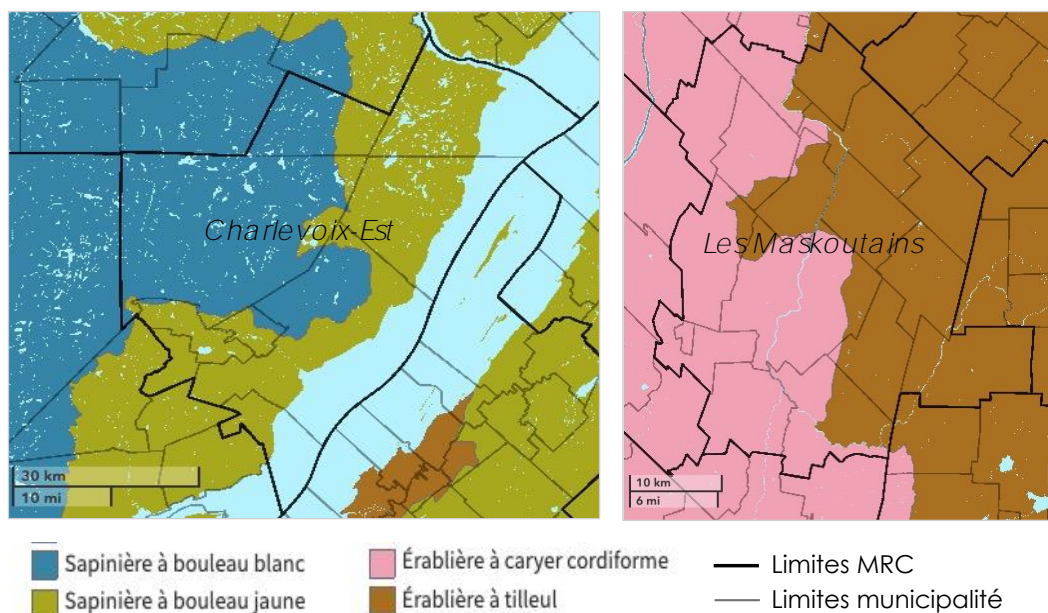 Charlevoix-Est
30 km
10 mi
Les Maskoutains
10 km
6 mi
Sapinière à bouleau blanc
Érablière à caryer cordiforme
Limites MRC
Sapinière à bouleau jaune
Érablière à tilleul
Limites municipalité